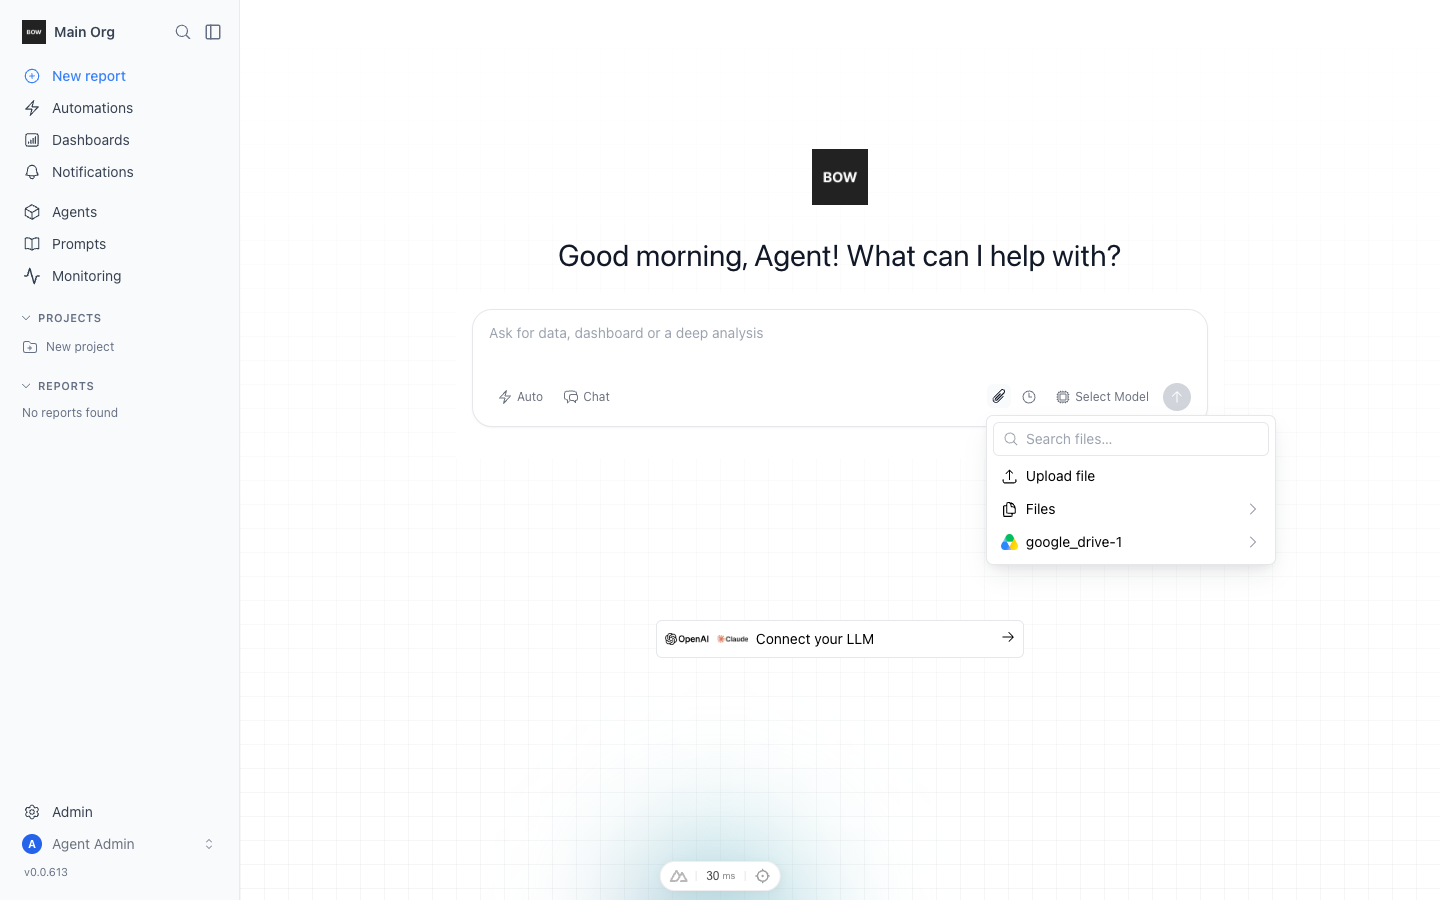 BOW
Main Org
New report
Automations
Dashboards
Notifications
Agents
Prompts
Monitoring
PROJECTS
New project
REPORTS
No reports found
Admin
A
Agent Admin
v0.0.613
BOW
Good morning, Agent! What can I help with?
Ask for data, dashboard or a deep analysis
Auto
Chat
Select Model
Search files...
Upload file
Files
google_drive-1
OpenAI
Claude
Connect your LLM
30 ms